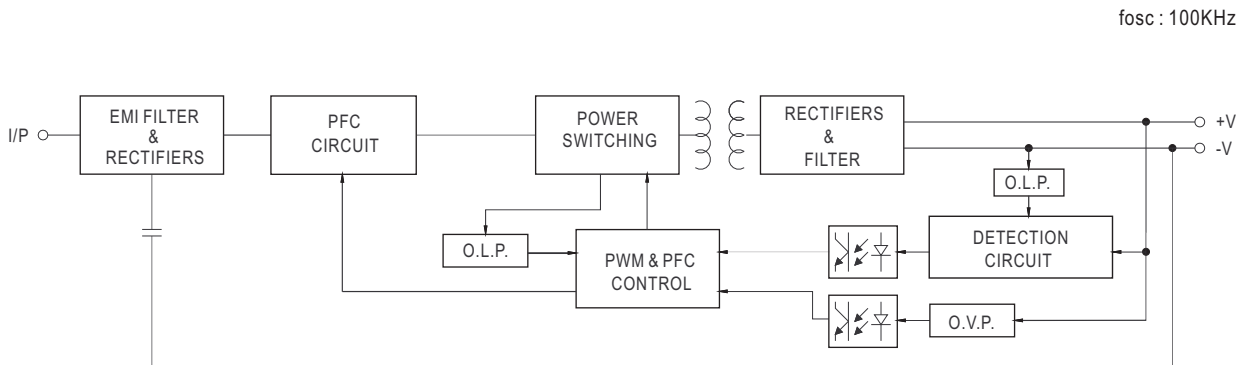 fosc : 100KHz
I/P
EMI FILTER
&
RECTIFIERS
PFC
CIRCUIT
POWER
SWITCHING
RECTIFIERS
&
FILTER
+V
-V
O.L.P.
O.L.P.
PWM & PFC
CONTROL
DETECTION
CIRCUIT
O.V.P.